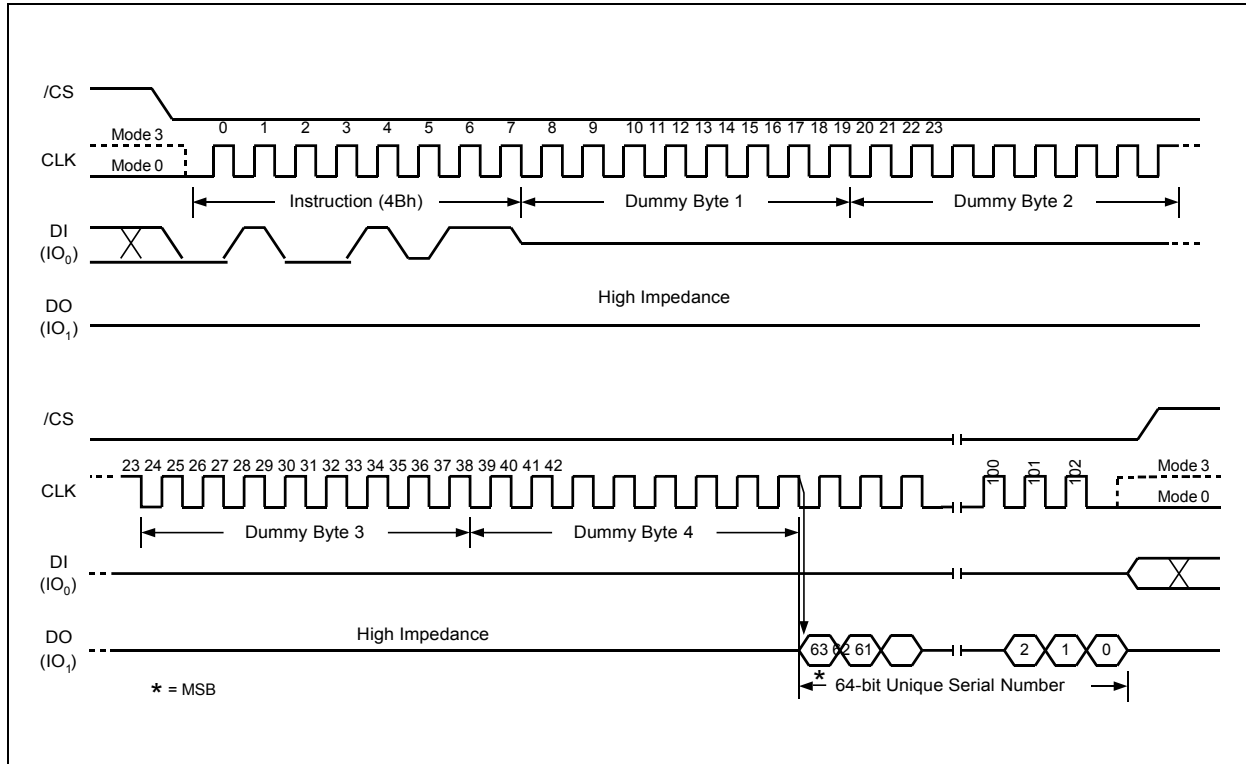 /CS
0 1 2 3 4 5 6 7 8 9 10 11 12 13 14 15 16 17 18 19 20 21 22 23
Mode 3
CLK
Mode 0
Instruction (4Bh) Dummy Byte 1 Dummy Byte 2
DI
(IO0)
High Impedance
DO
(IO1)
/CS
23 24 25 26 27 28 29 30 31 32 33 34 35 36 37 38 39 40 41 42 100 101 102
Mode 3
CLK
Mode 0
Dummy Byte 3 Dummy Byte 4
DI
(IO0)
High Impedance
DO
(IO1)
63 62 61 2 1 0
* 64-bit Unique Serial Number
* = MSB